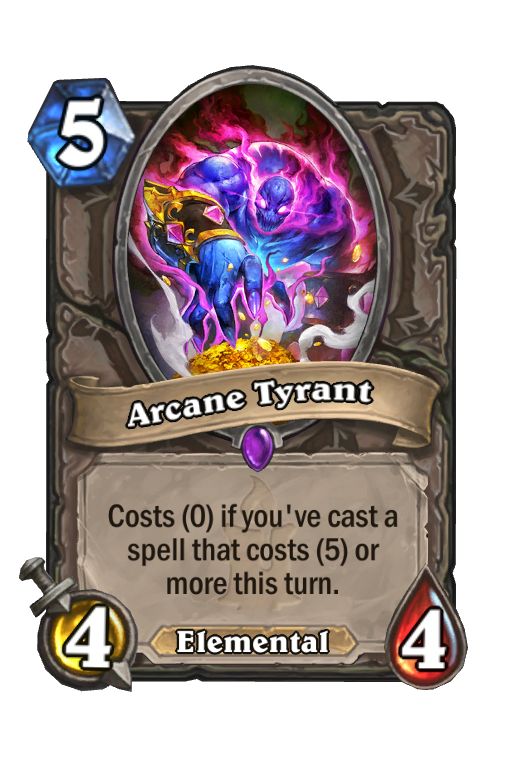 5
Arcane Tyrant
Costs (0) if you've cast a
spell that costs (5) or
more this turn.
4
Elemental
4